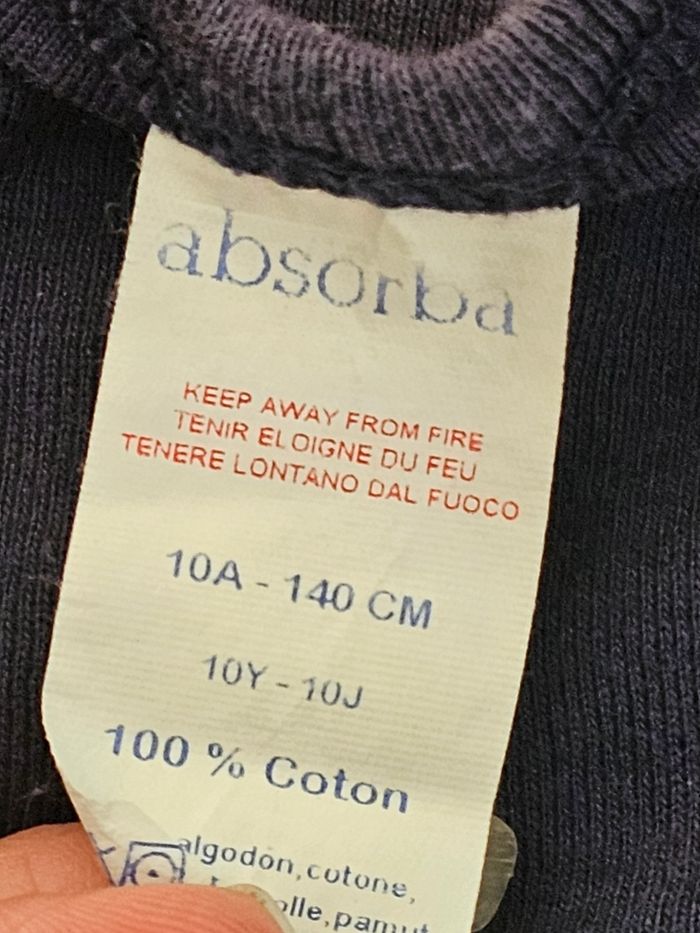 absorba
KEEP AWAY FROM FIRE
TENIR ELOIGNE DU FEU
TENERE LONTANO DAL FUOCO
10A - 140 CM
10Y - 10J
100 % Coton
algodon,cotone,